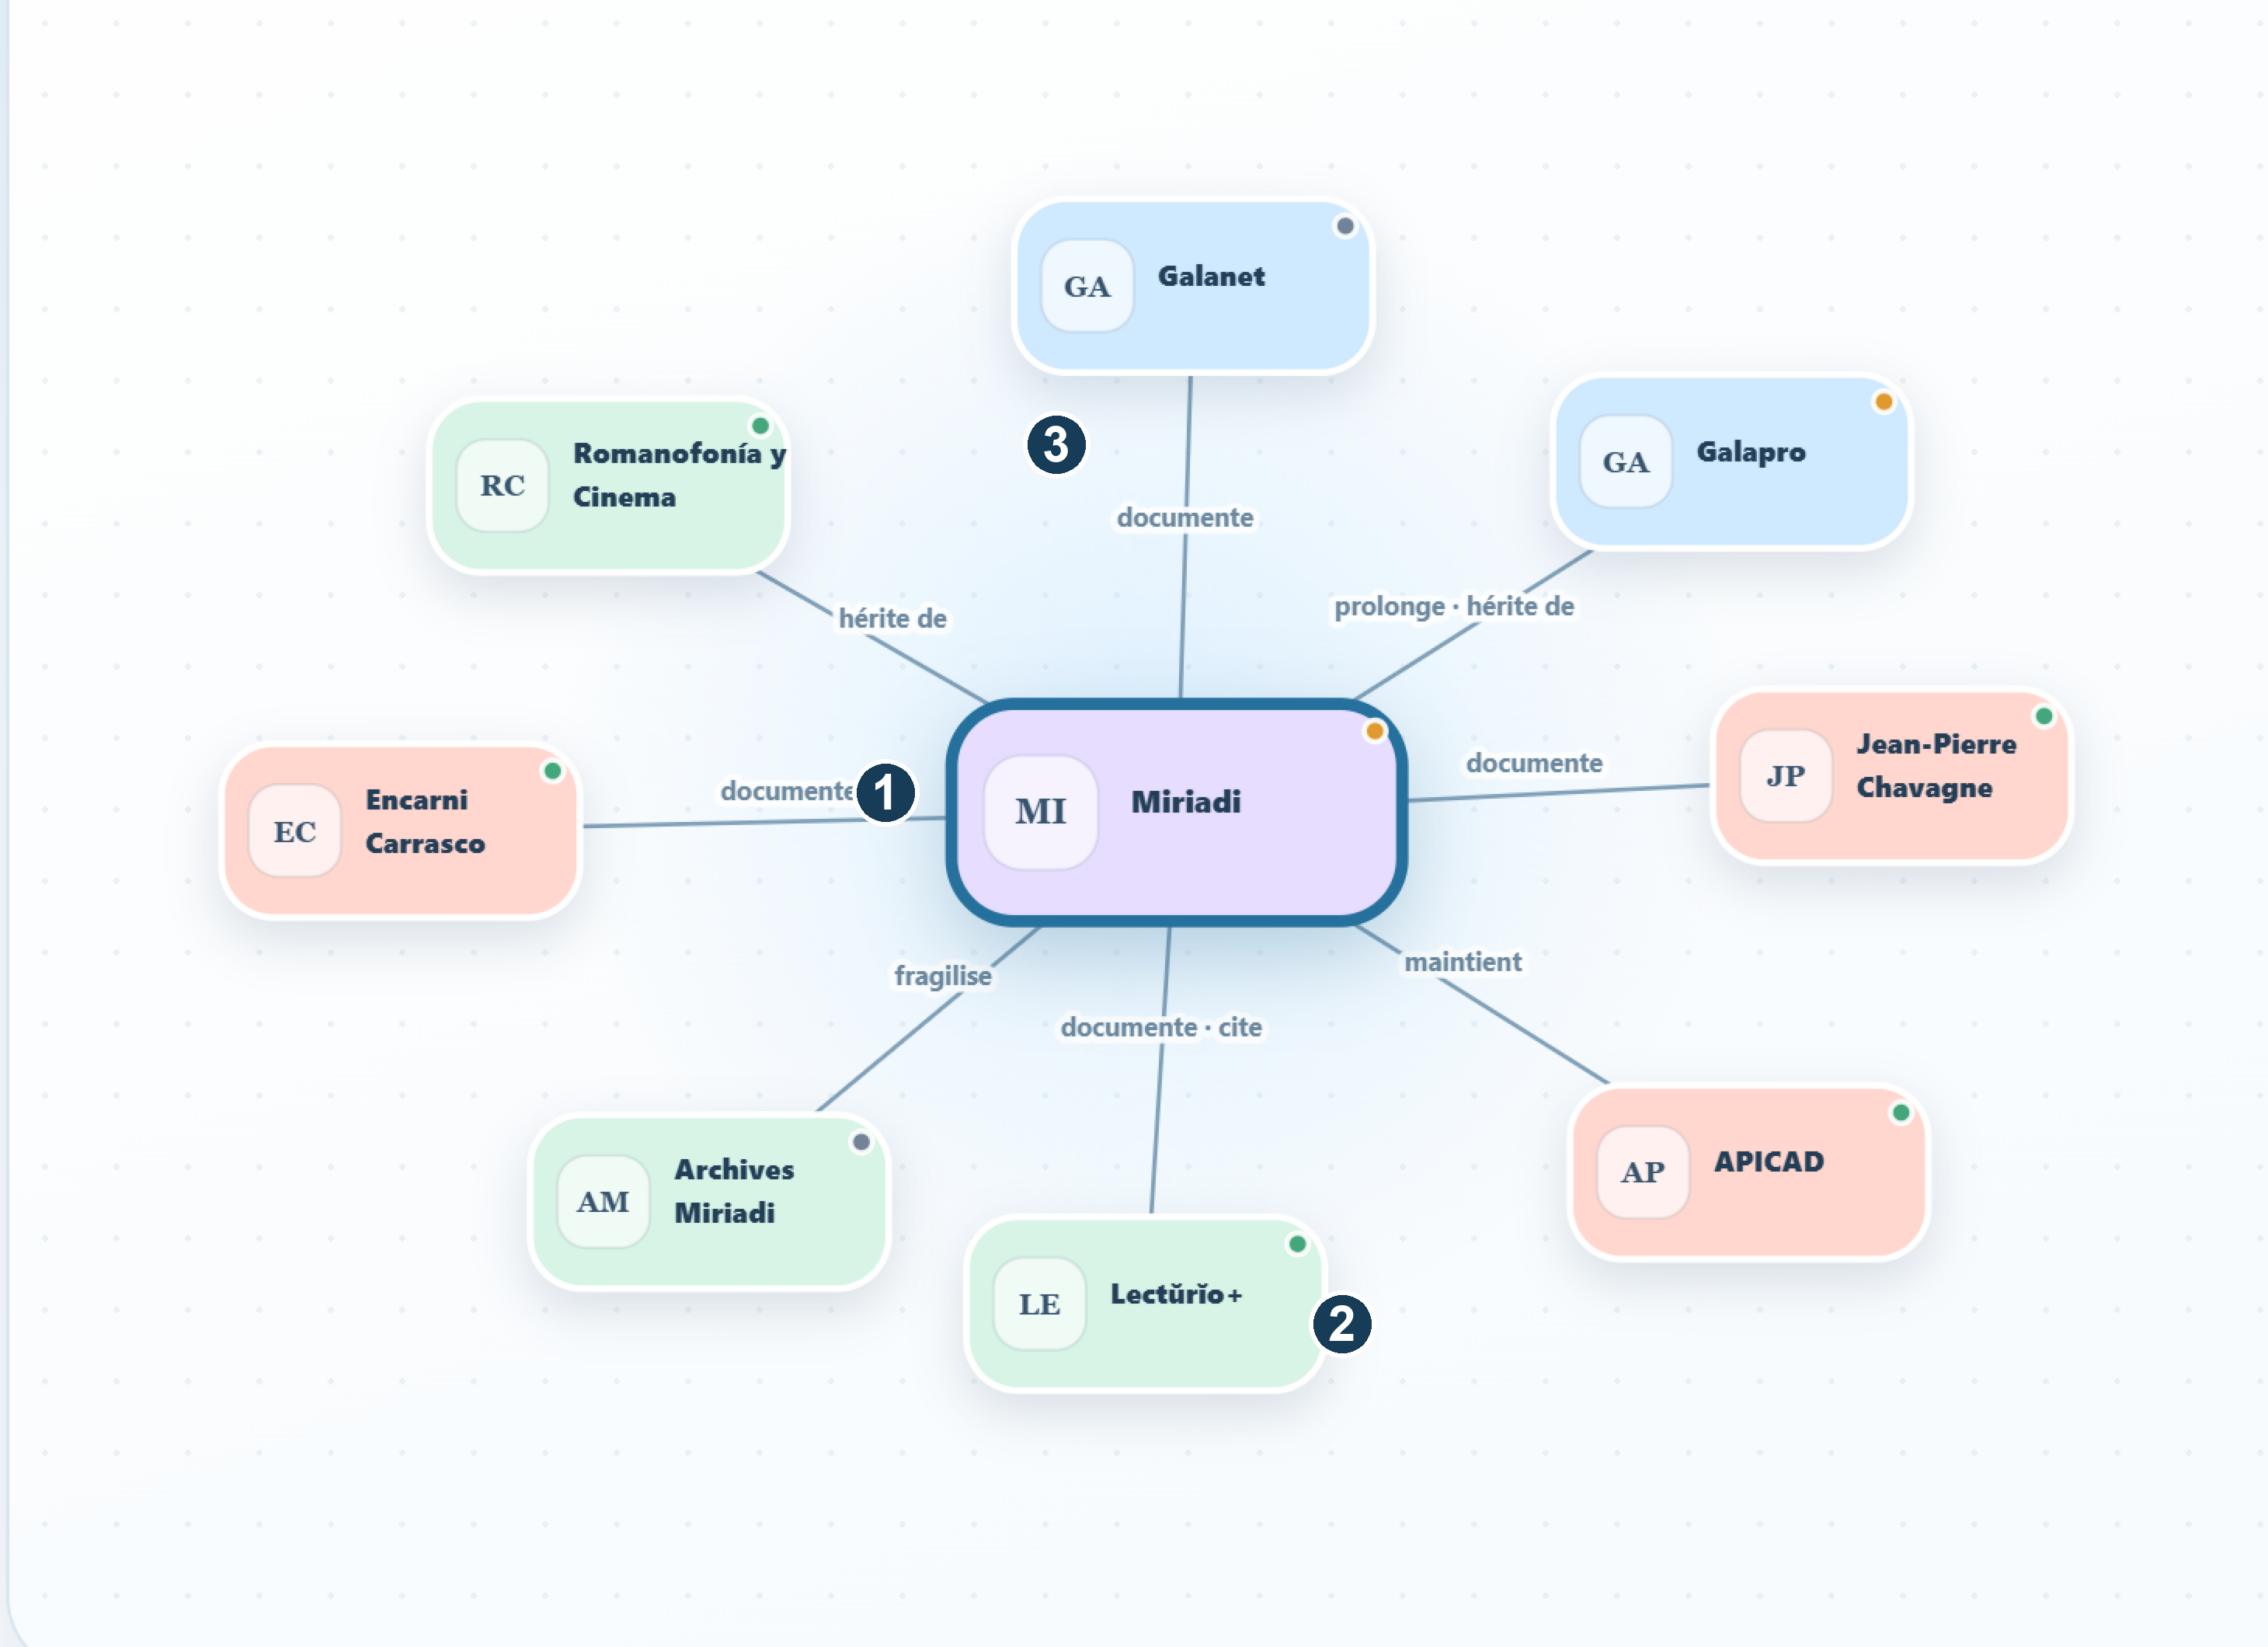 GA
Galanet
3
RC
Romanofonía y
Cinema
GA
Galapro
documente
hérite de
prolonge · hérite de
EC
Encarni
Carrasco
documente
1
MI
Miriadi
documente
JP
Jean-Pierre
Chavagne
fragilise
documente · cite
maintient
AM
Archives
Miriadi
LE
Lectŭrĭo+
2
AP
APICAD